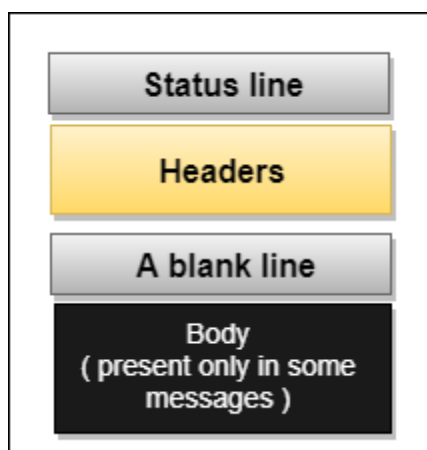 Status line
Headers
A blank line
Body
( present only in some
messages )